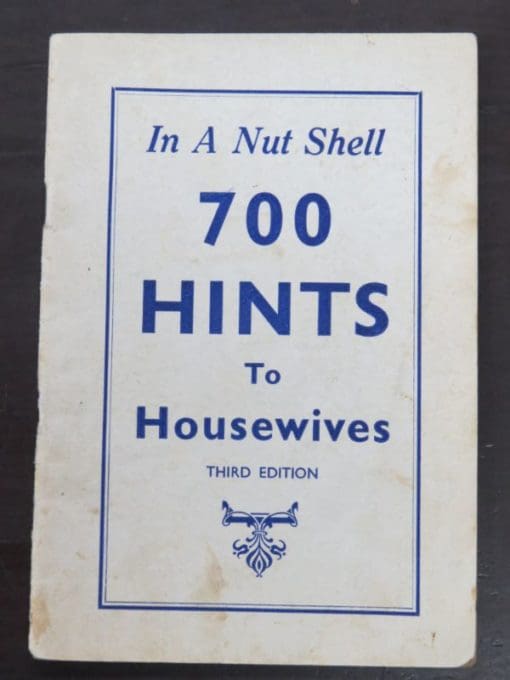 In A Nut Shell
700
HINTS
To
Housewives
THIRD EDITION